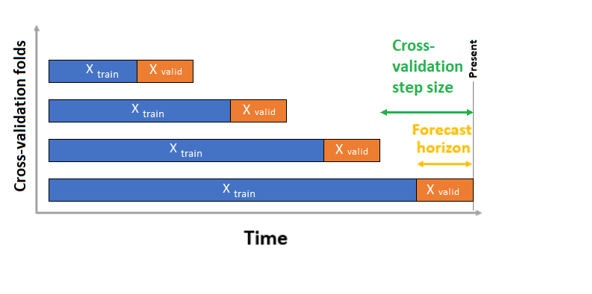 Cross-validation folds
Cross-
validation
step size
Present
X train
X valid
X train
X valid
Forecast
horizon
X train
X valid
X train
X valid
Time